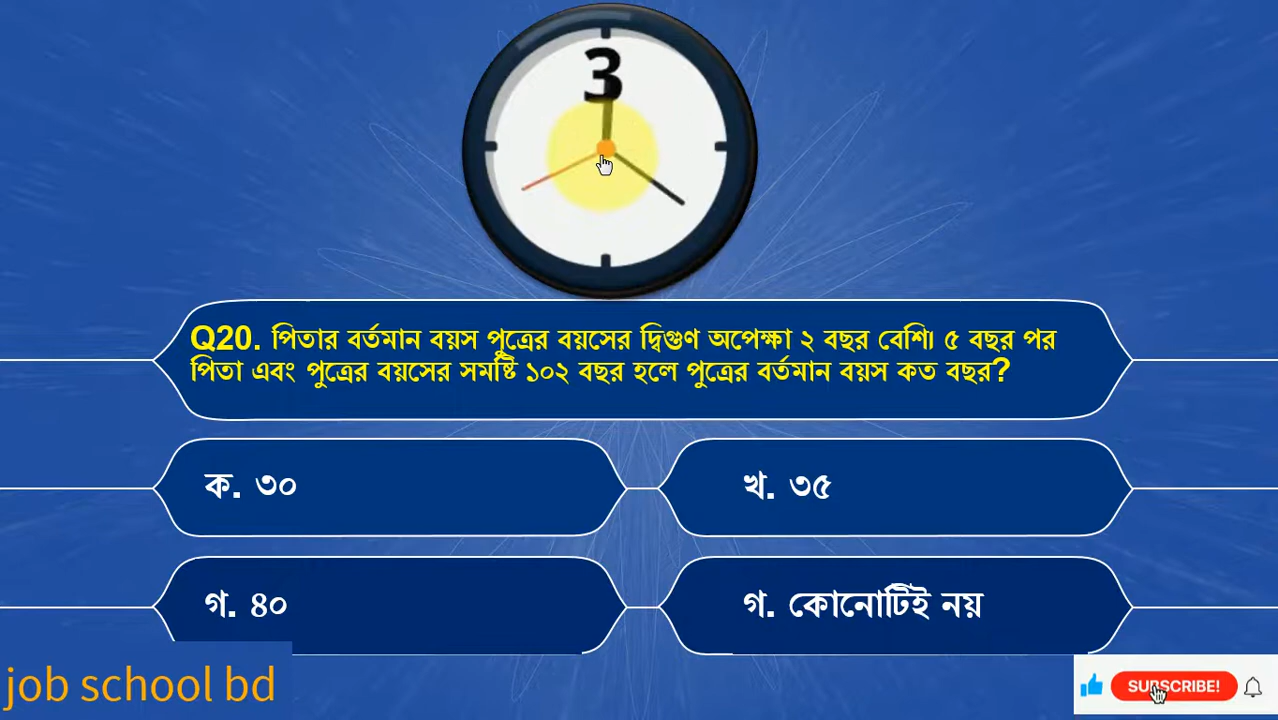 3
Q20. পিতার বর্তমান বয়স পুত্রের বয়সের দ্বিগুণ অপেক্ষা ২ বছর বেশি। ৫ বছর পর
পিতা এবং পুত্রের বয়সের সমষ্টি ১০২ বছর হলে পুত্রের বর্তমান বয়স কত বছর?
ক. ৩০
খ. ৩৫
গ. ৪০
গ. কোনোটিই নয়
job school bd
SUBSCRIBE!